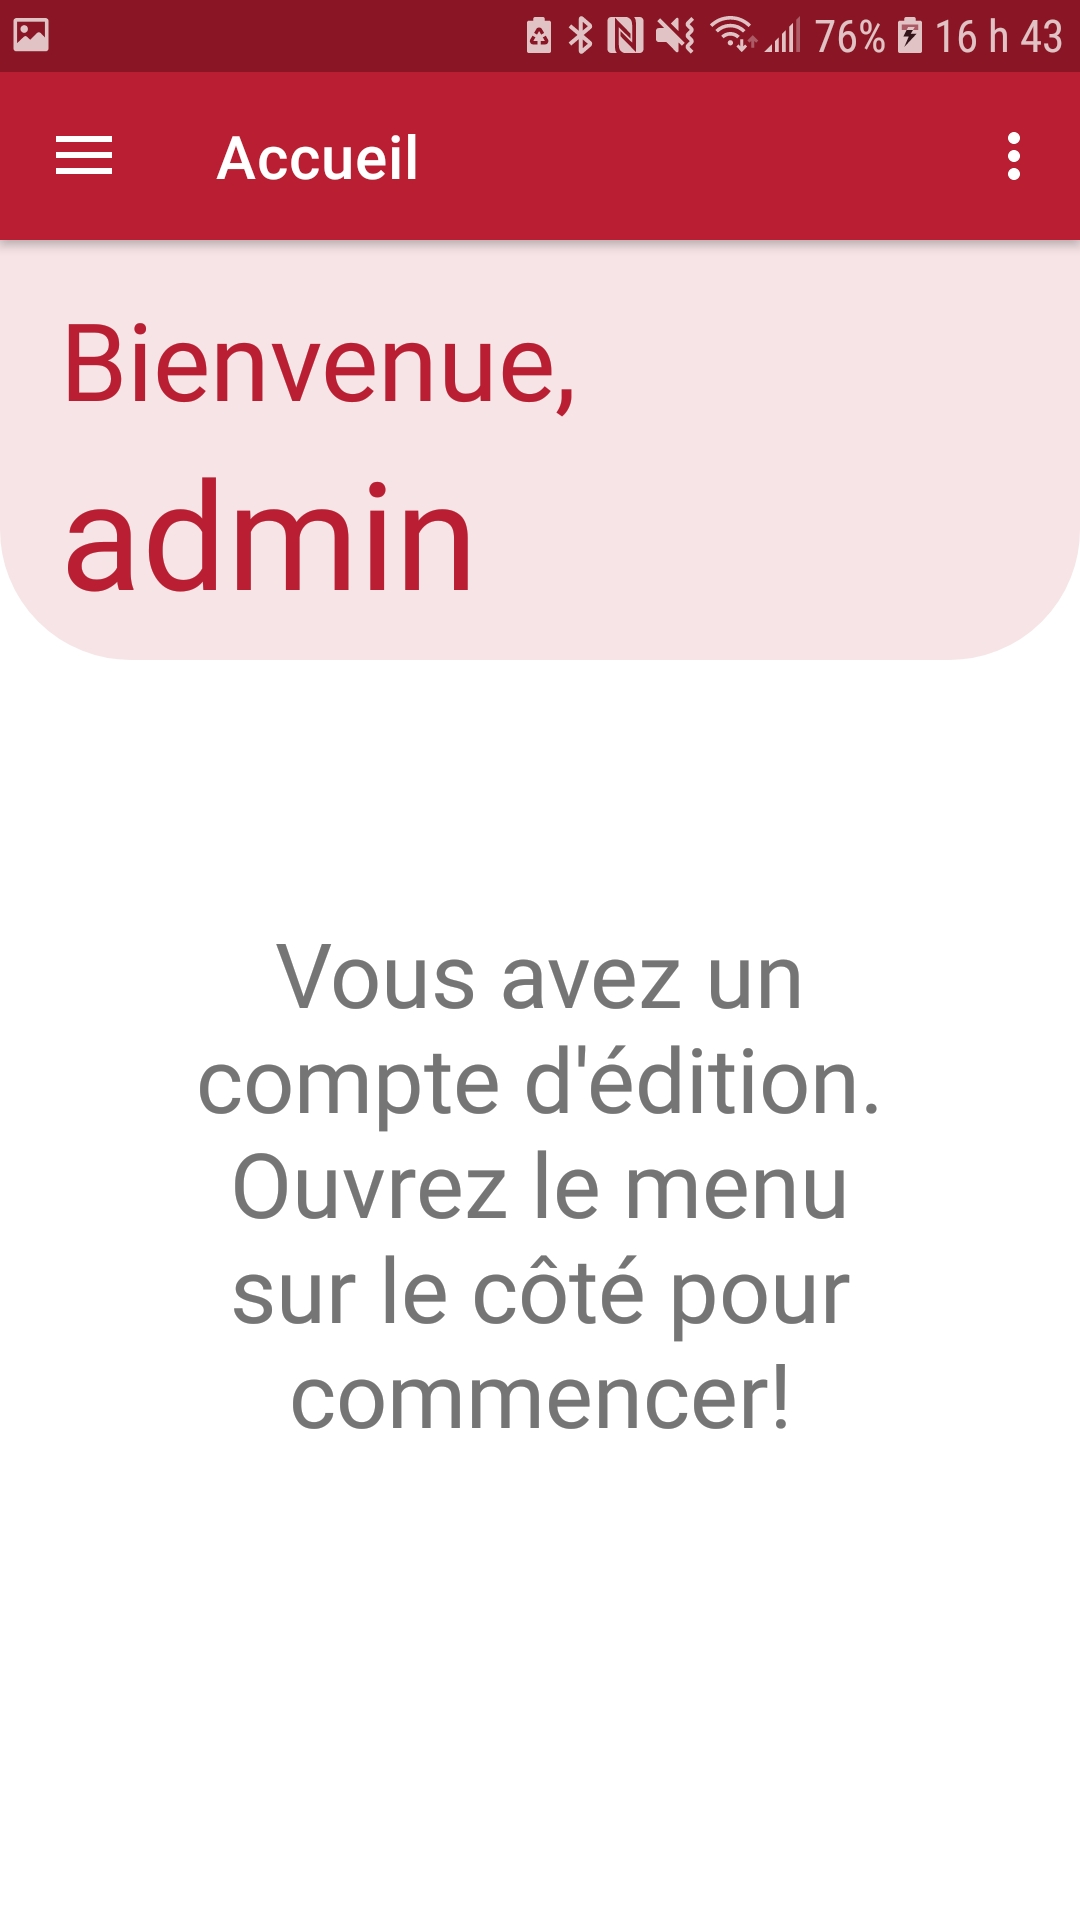 76% 16 h 43
Accueil
Bienvenue,
admin
Vous avez un
compte d'édition.
Ouvrez le menu
sur le côté pour
commencer!